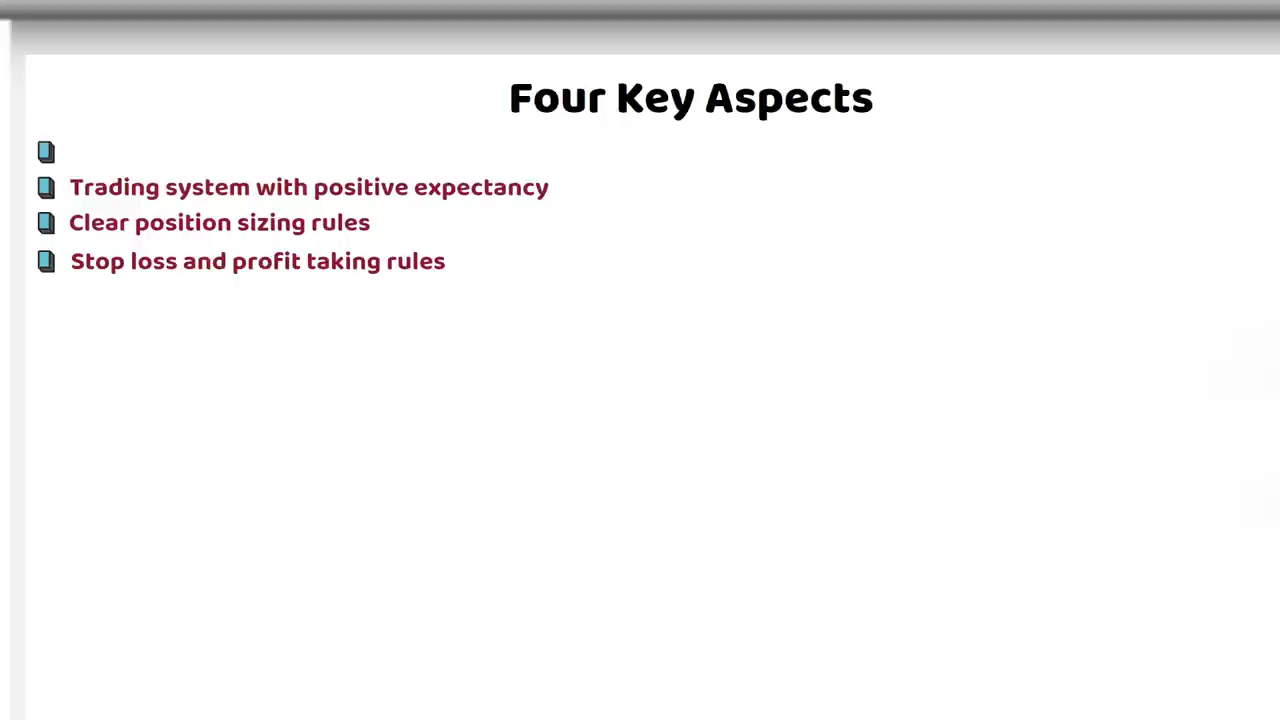 Four Key Aspects
Trading system with positive expectancy
Clear position sizing rules
Stop loss and profit taking rules